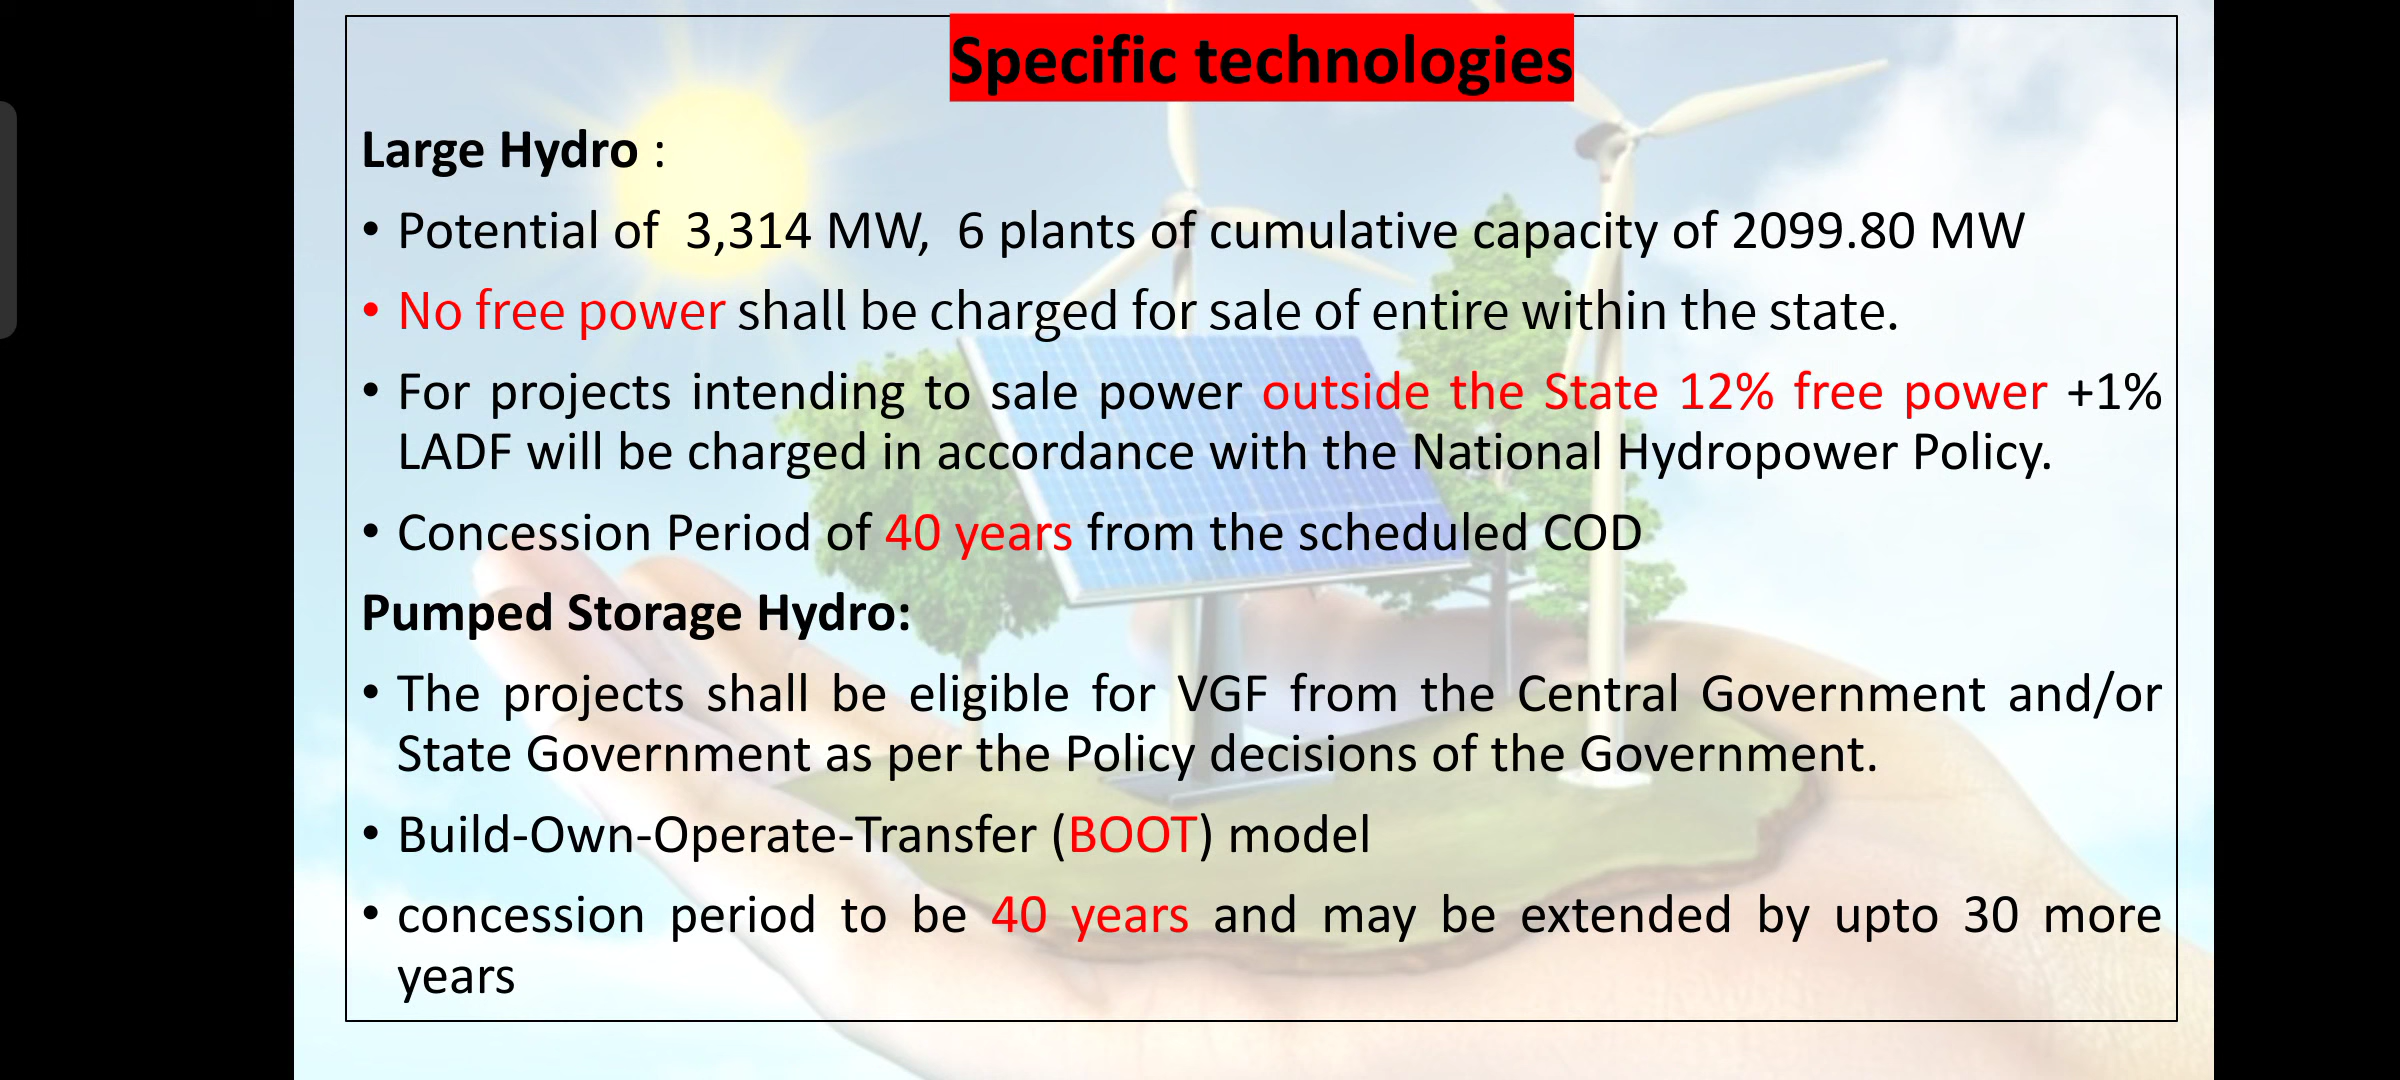 Specific technologies
Large Hydro :
• Potential of  3,314 MW,  6 plants of cumulative capacity of 2099.80 MW
• No free power shall be charged for sale of entire within the state.
• For projects intending to sale power outside the State 12% free power +1%
LADF will be charged in accordance with the National Hydropower Policy.
• Concession Period of 40 years from the scheduled COD
Pumped Storage Hydro:
• The projects shall be eligible for VGF from the Central Government and/or
State Government as per the Policy decisions of the Government.
• Build-Own-Operate-Transfer (BOOT) model
• concession period to be 40 years and may be extended by upto 30 more
years